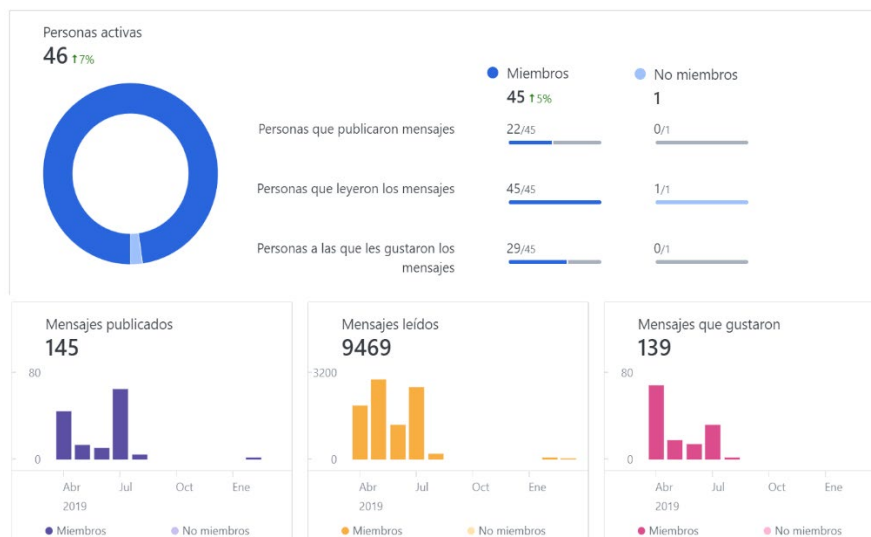 Personas activas
46 ↑7%
Miembros
No miembros
45 ↑5%
1
Personas que publicaron mensajes
22/45
0/1
Personas que leyeron los mensajes
45/45
1/1
Personas a las que les gustaron los
mensajes
29/45
0/1
Mensajes publicados
145
80
0
Abr
Jul
Oct
Ene
2019
Miembros
No miembros
Mensajes leídos
9469
3200
0
Abr
Jul
Oct
Ene
2019
Miembros
No miembros
Mensajes que gustaron
139
80
0
Abr
Jul
Oct
Ene
2019
Miembros
No miembros